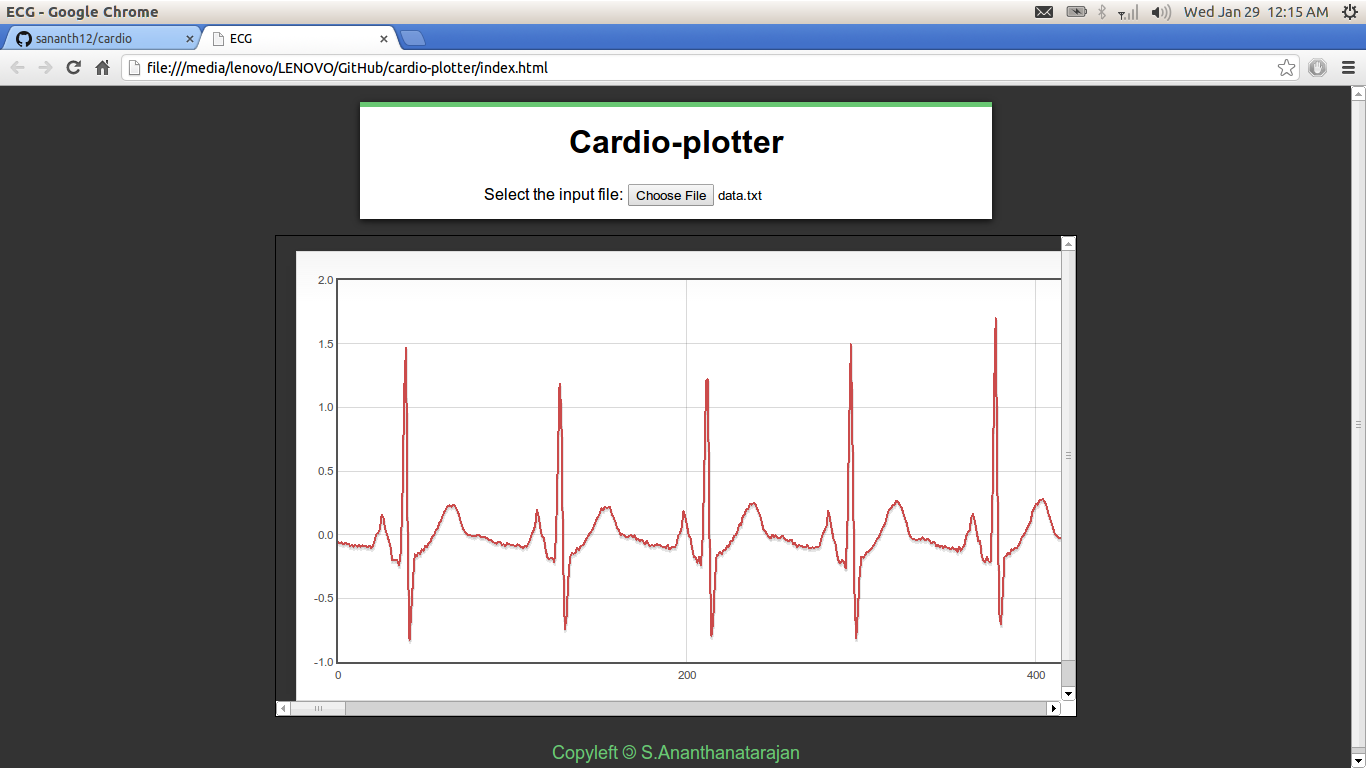 ECG - Google Chrome
Wed Jan 29 12:15 AM
sananth12/cardio
ECG
file:///media/lenovo/LENOVO/GitHub/cardio-plotter/index.html
Cardio-plotter
Select the input file: Choose File data.txt
2.0
1.5
1.0
0.5
0.0
-0.5
-1.0
0 200 400
Copyleft 🄯 S.Ananthanatarajan